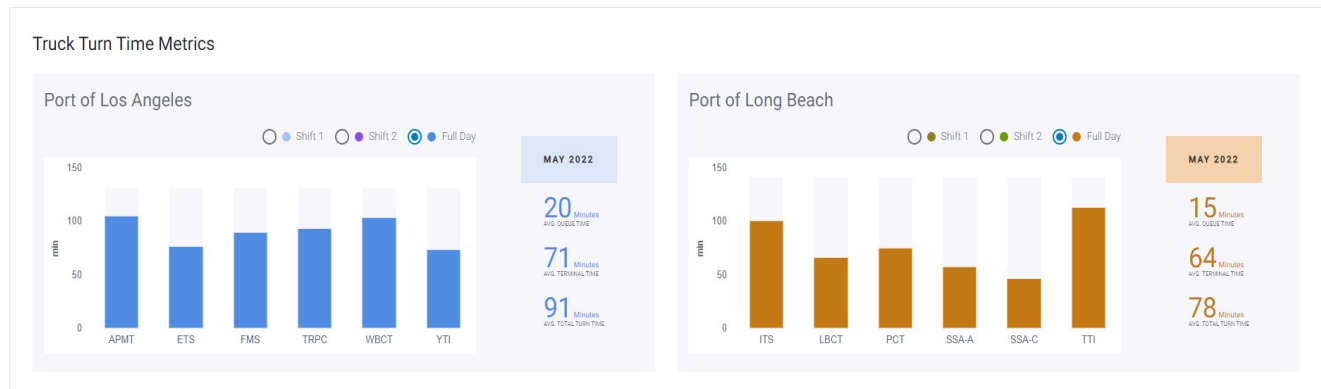 Truck Turn Time Metrics
Port of Los Angeles
Shift 1 Shift 2 Full Day
MAY 2022
150
100
50
0
min
APMT ETS FMS TRPC WBCT YTI
20 Minutes
AVG. QUEUE TIME
71 Minutes
AVG. TERMINAL TIME
91 Minutes
AVG. TOTAL TURN TIME
Port of Long Beach
Shift 1 Shift 2 Full Day
MAY 2022
150
100
50
0
min
ITS LBCT PCT SSA-A SSA-C TTI
15 Minutes
AVG. QUEUE TIME
64 Minutes
AVG. TERMINAL TIME
78 Minutes
AVG. TOTAL TURN TIME